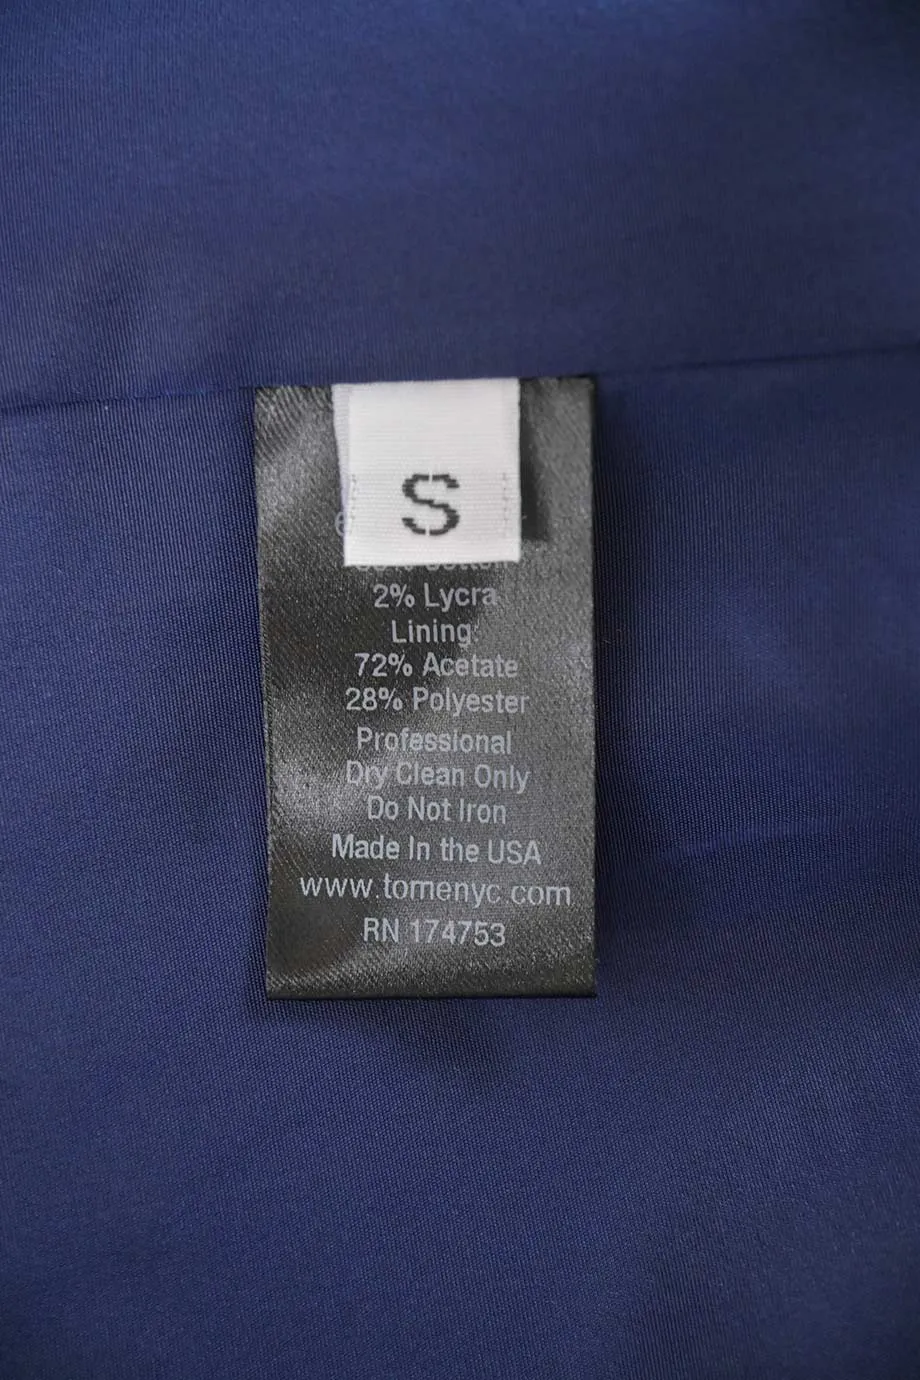 S
2% Lycra
Lining:
72% Acetate
28% Polyester
Professional
Dry Clean Only
Do Not Iron
Made In the USA
www.tomenyc.com
RN 174753